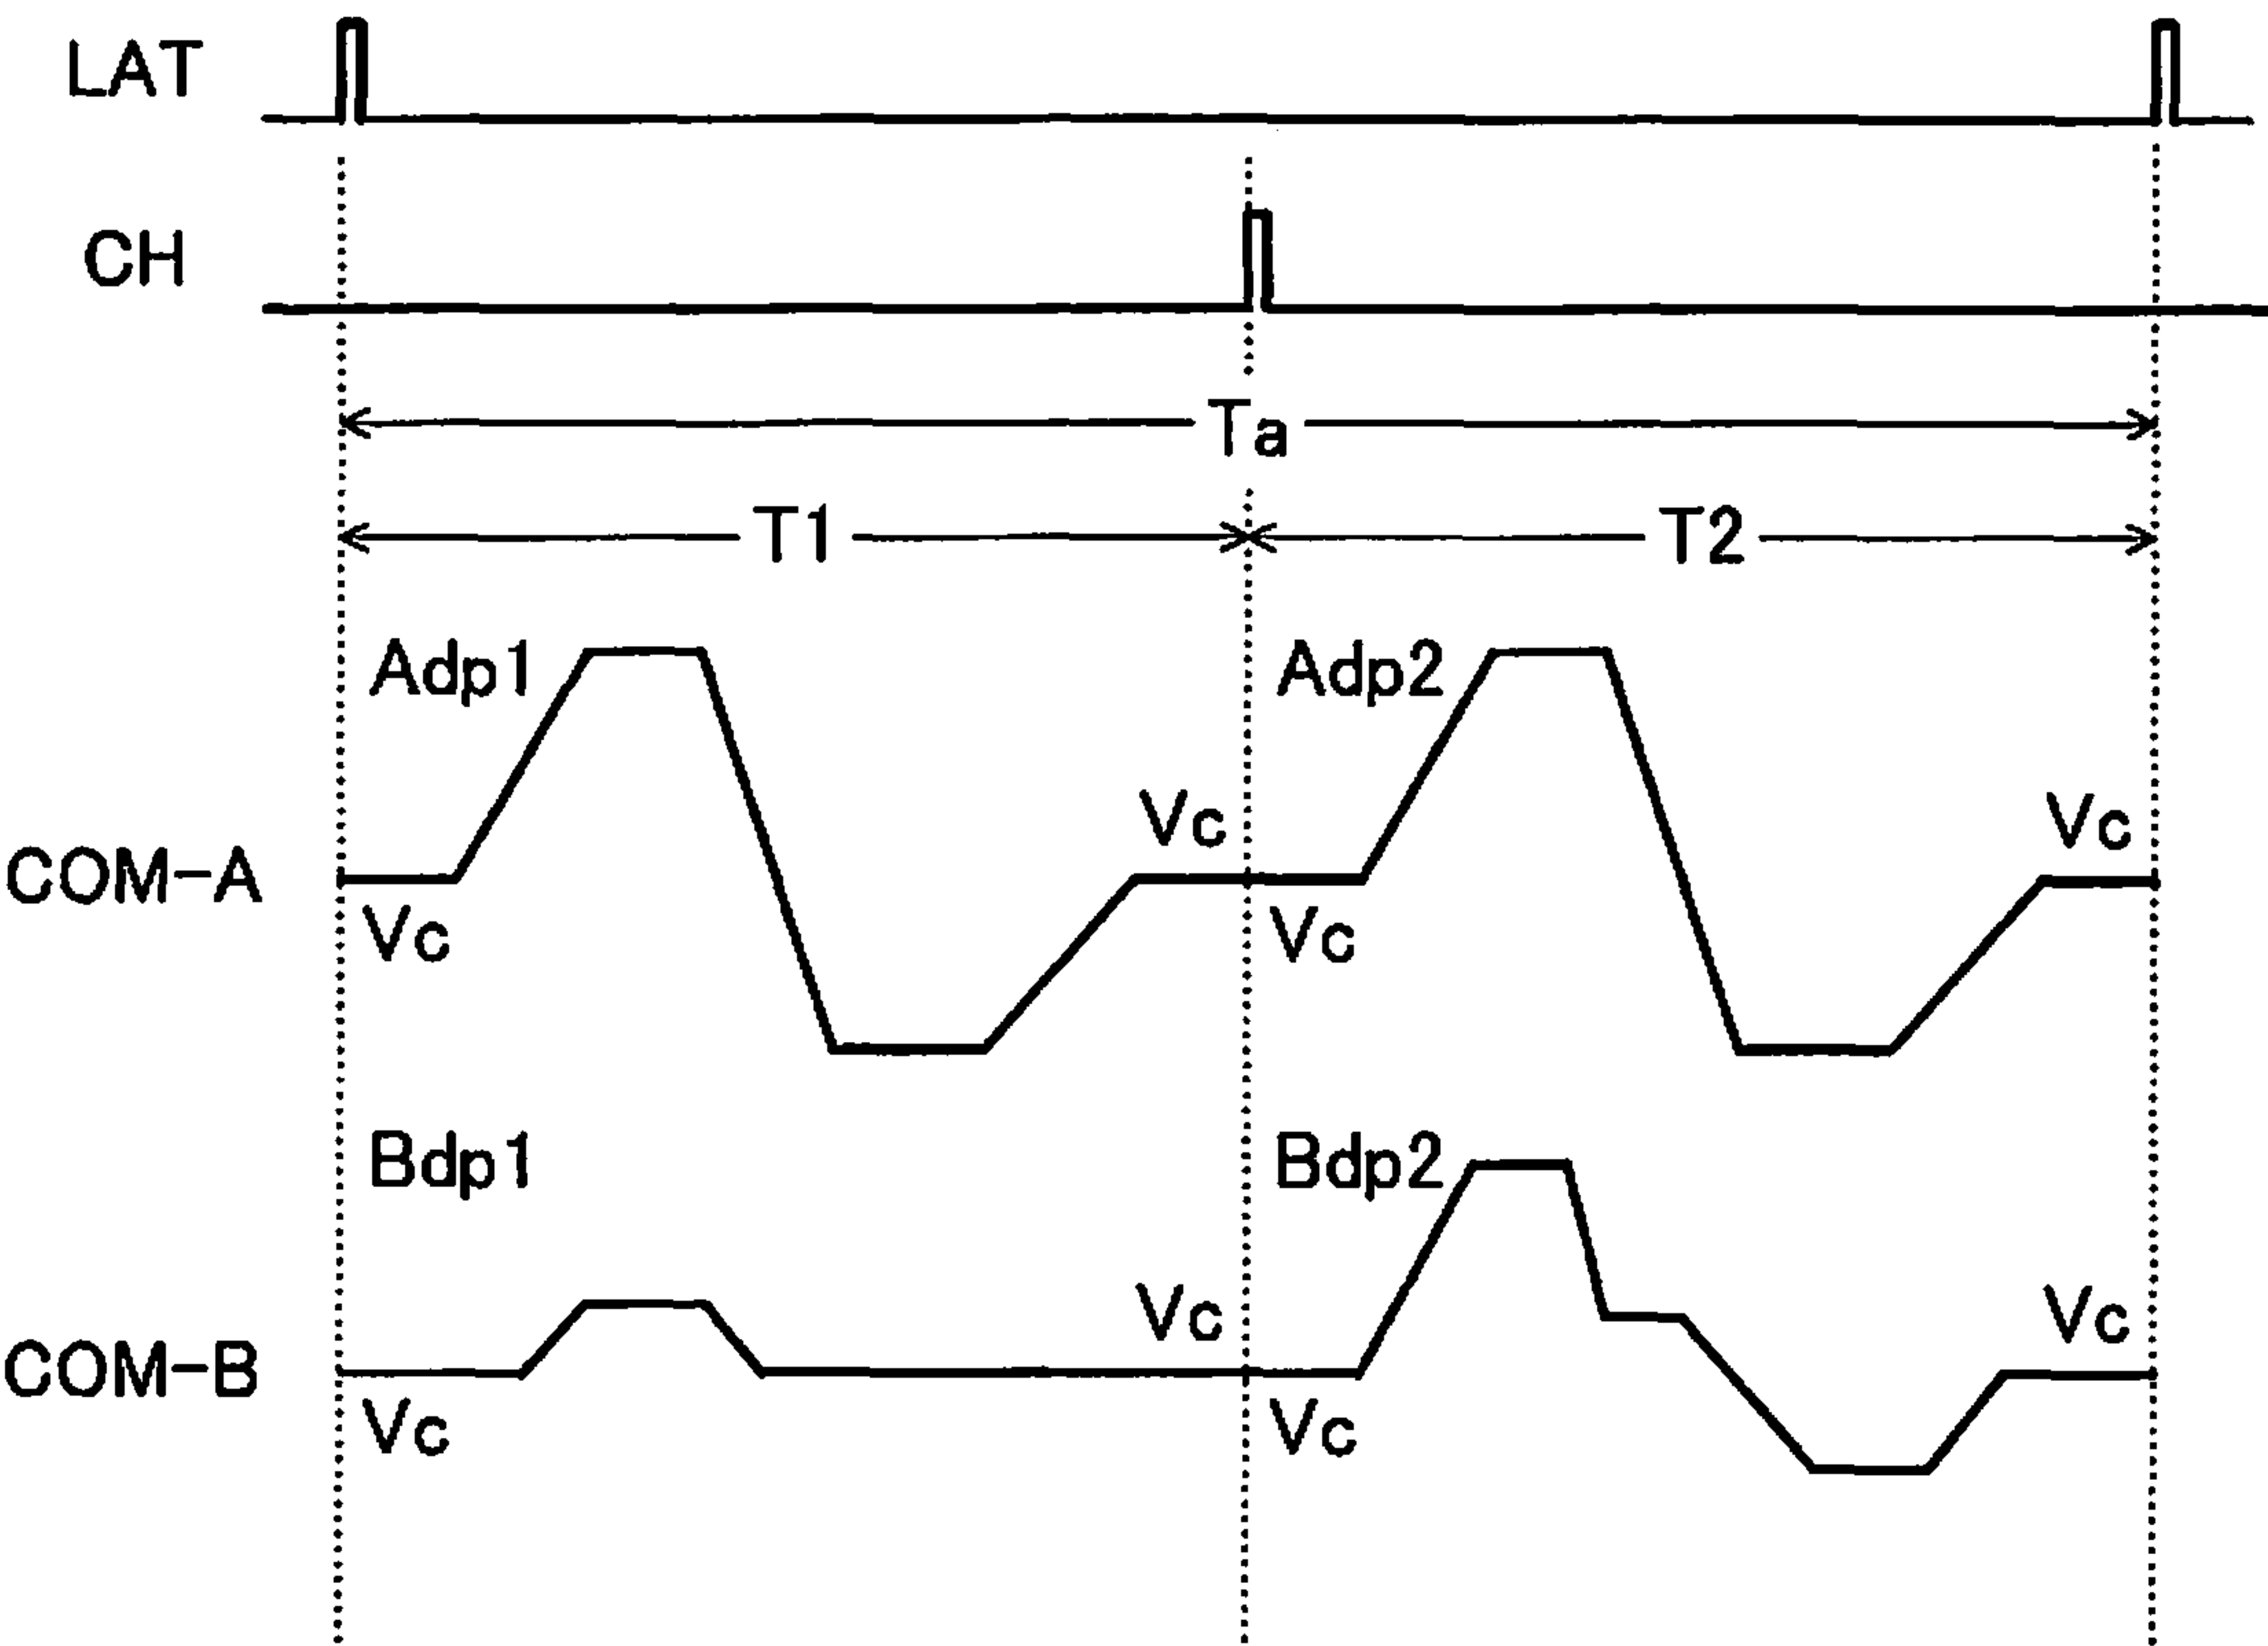 LAT
CH
Ta
T1 T2
Adp1 Adp2
Vc Vc
COM-A
Vc Vc
Bdp1 Bdp2
Vc Vc
COM-B
Vc Vc